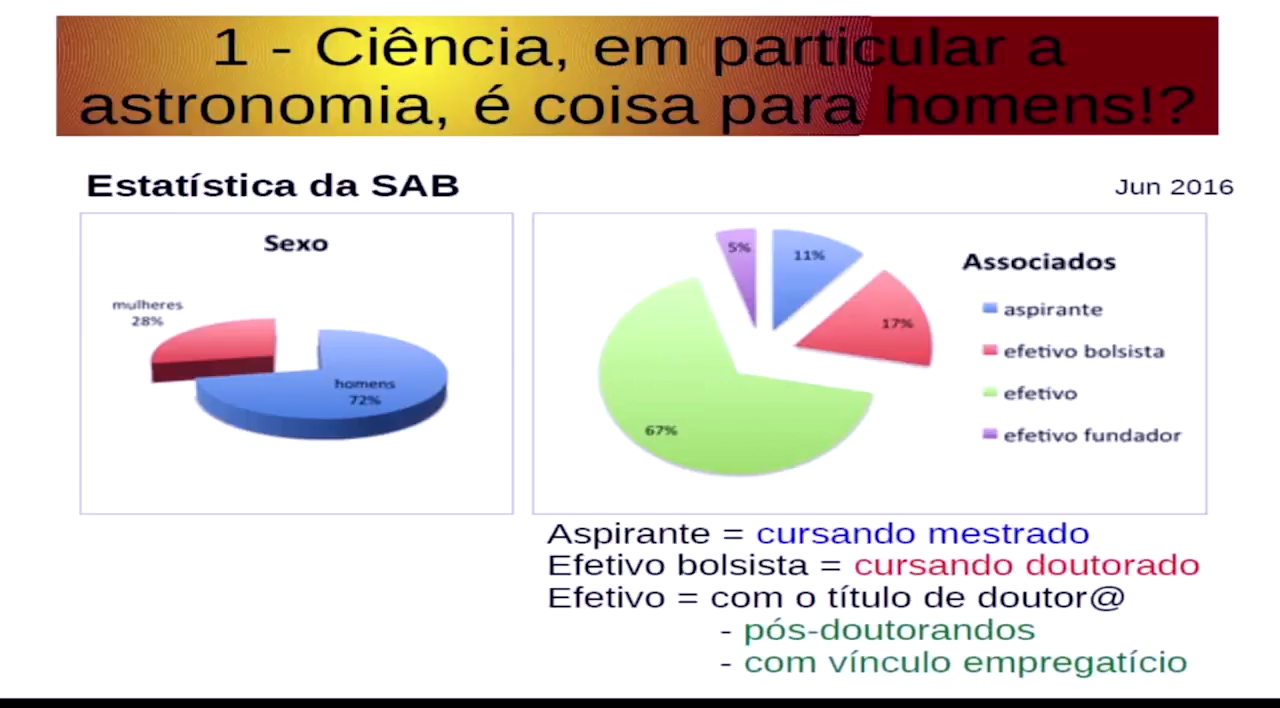 1 - Ciência, em particular a
astronomia, é coisa para homens!?
Estatística da SAB
Jun 2016
Sexo
mulheres
28%
homens
72%
5%
11%
17%
67%
Associados
aspirante
efetivo bolsista
efetivo
efetivo fundador
Aspirante = cursando mestrado
Efetivo bolsista = cursando doutorado
Efetivo = com o título de doutor@
- pós-doutorandos
- com vínculo empregatício